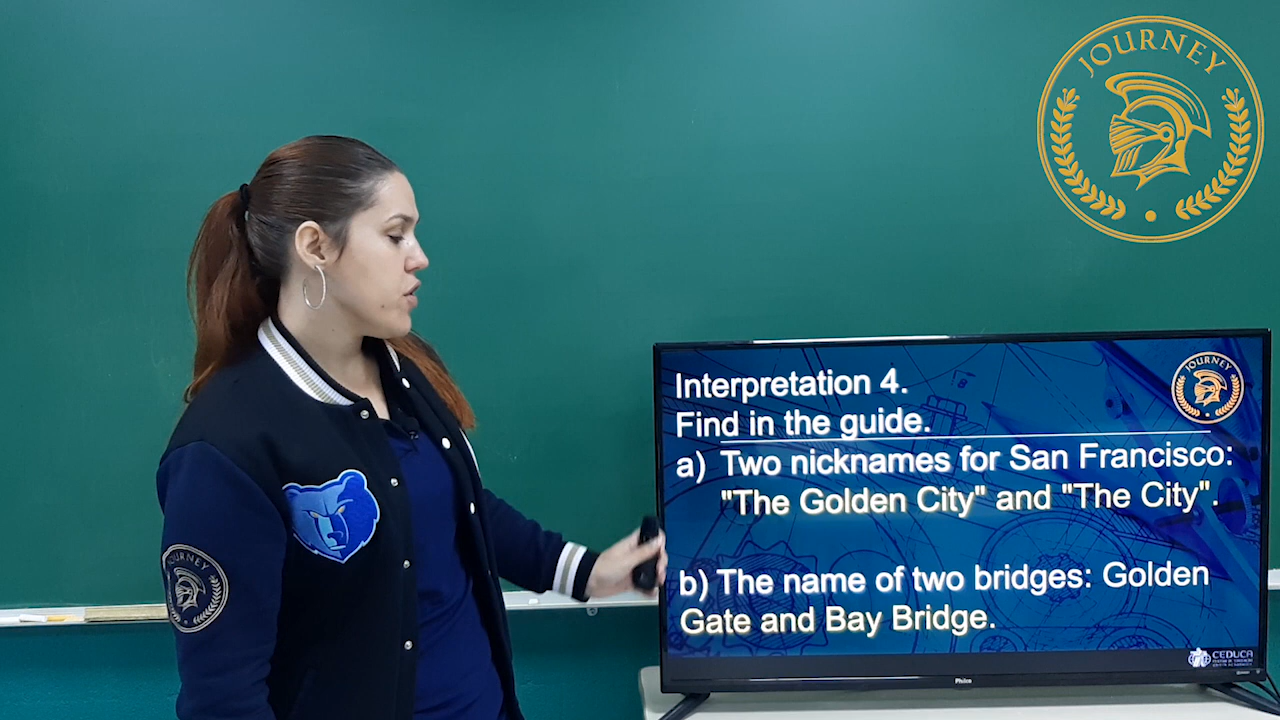 JOURNEY
Interpretation 4.
Find in the guide.
a) Two nicknames for San Francisco:
"The Golden City" and "The City".
b) The name of two bridges: Golden
Gate and Bay Bridge.
JOURNEY
CEDUCA
Philco
JOURNEY